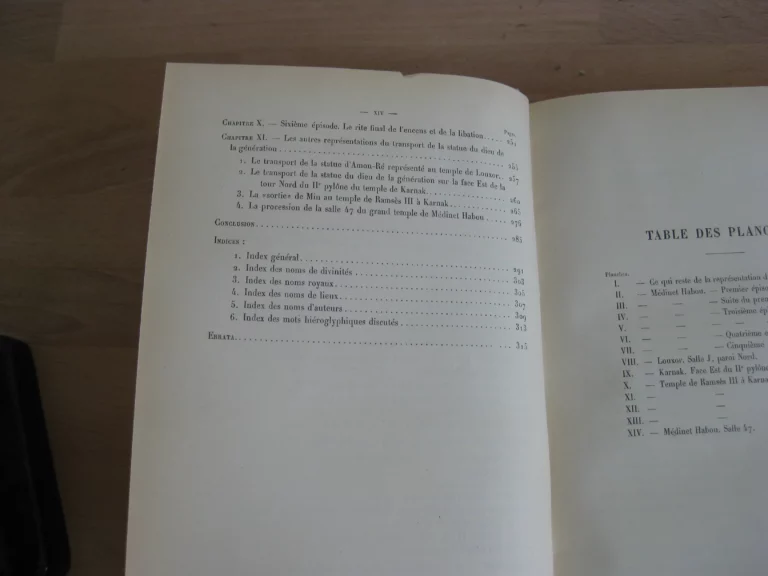 — XIV —
Pages.
CHAPITRE X. — Sixième épisode. Le rite final de l'encens et de la libation..... 251
CHAPITRE XI. — Les autres représentations du transport de la statue du dieu de
la génération.......... 255
1. Le transport de la statue d'Amon-Ré représenté au temple de Louxor. 257
2. Le transport de la statue du dieu de la génération sur la face Est de la
tour Nord du IIe pylône du temple de Karnak.......... 260
3. La «sortie» de Min au temple de Ramsès III à Karnak.......... 265
4. La procession de la salle 47 du grand temple de Médinet Habou..... 276
CONCLUSION.......... 285
INDICES :
1. Index général.......... 291
2. Index des noms de divinités.......... 303
3. Index des noms royaux.......... 305
4. Index des noms de lieux.......... 307
5. Index des noms d'auteurs.......... 309
6. Index des mots hiéroglyphiques discutés.......... 313
ERRATA.......... 315
TABLE DES PLANC
Planches.
I. — Ce qui reste de la représentation d
II. — Médinet Habou. — Première épiso
III. — — — Suite du prem
IV. — — — Troisième épi
V. — — —
VI. — — — Quatrième e
VII. — — — Cinquième
VIII. — Louxor. Salle J, paroi Nord.
IX. — Karnak. Face Est du IIe pylône
X. — Temple de Ramsès III à Karna
XI. — —
XII. — —
XIII. — —
XIV. — Médinet Habou. Salle 47.